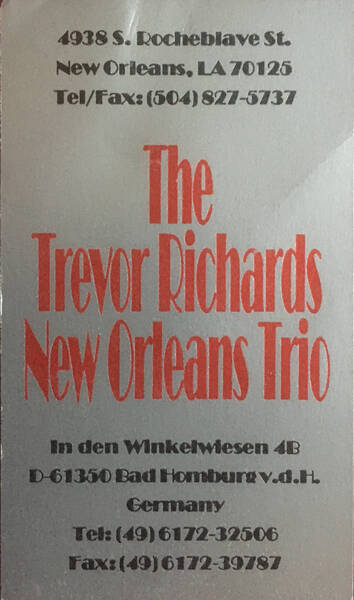 4938 S. Rocheblave St.
New Orleans, LA 70125
Tel/Fax: (504) 827-5737
The
Trevor Richards
New Orleans Trio
In den Winkelwiesen 4B
D-61350 Bad Homburg v.d.H.
Germany
Tel: (49) 6172-32506
Fax: (49) 6172-39787